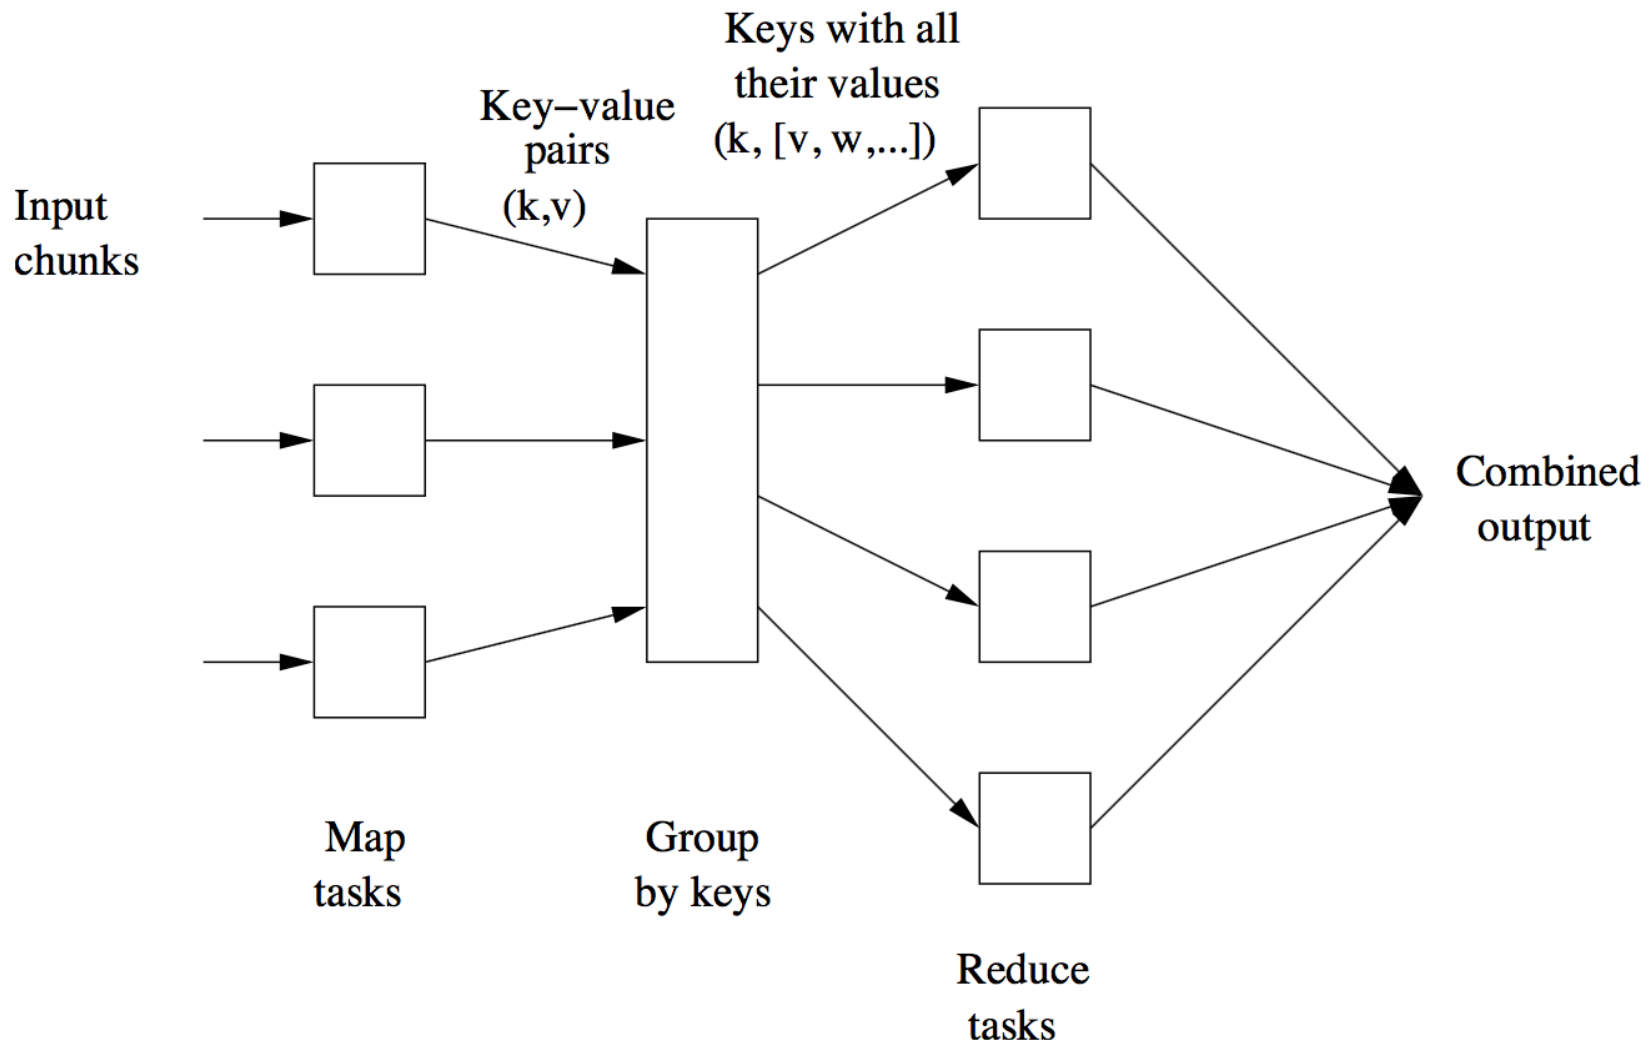 Keys with all
their values
(k, [v, w,...])
Key−value
pairs
(k,v)
Input
chunks
Combined
output
Map
tasks
Group
by keys
Reduce
tasks